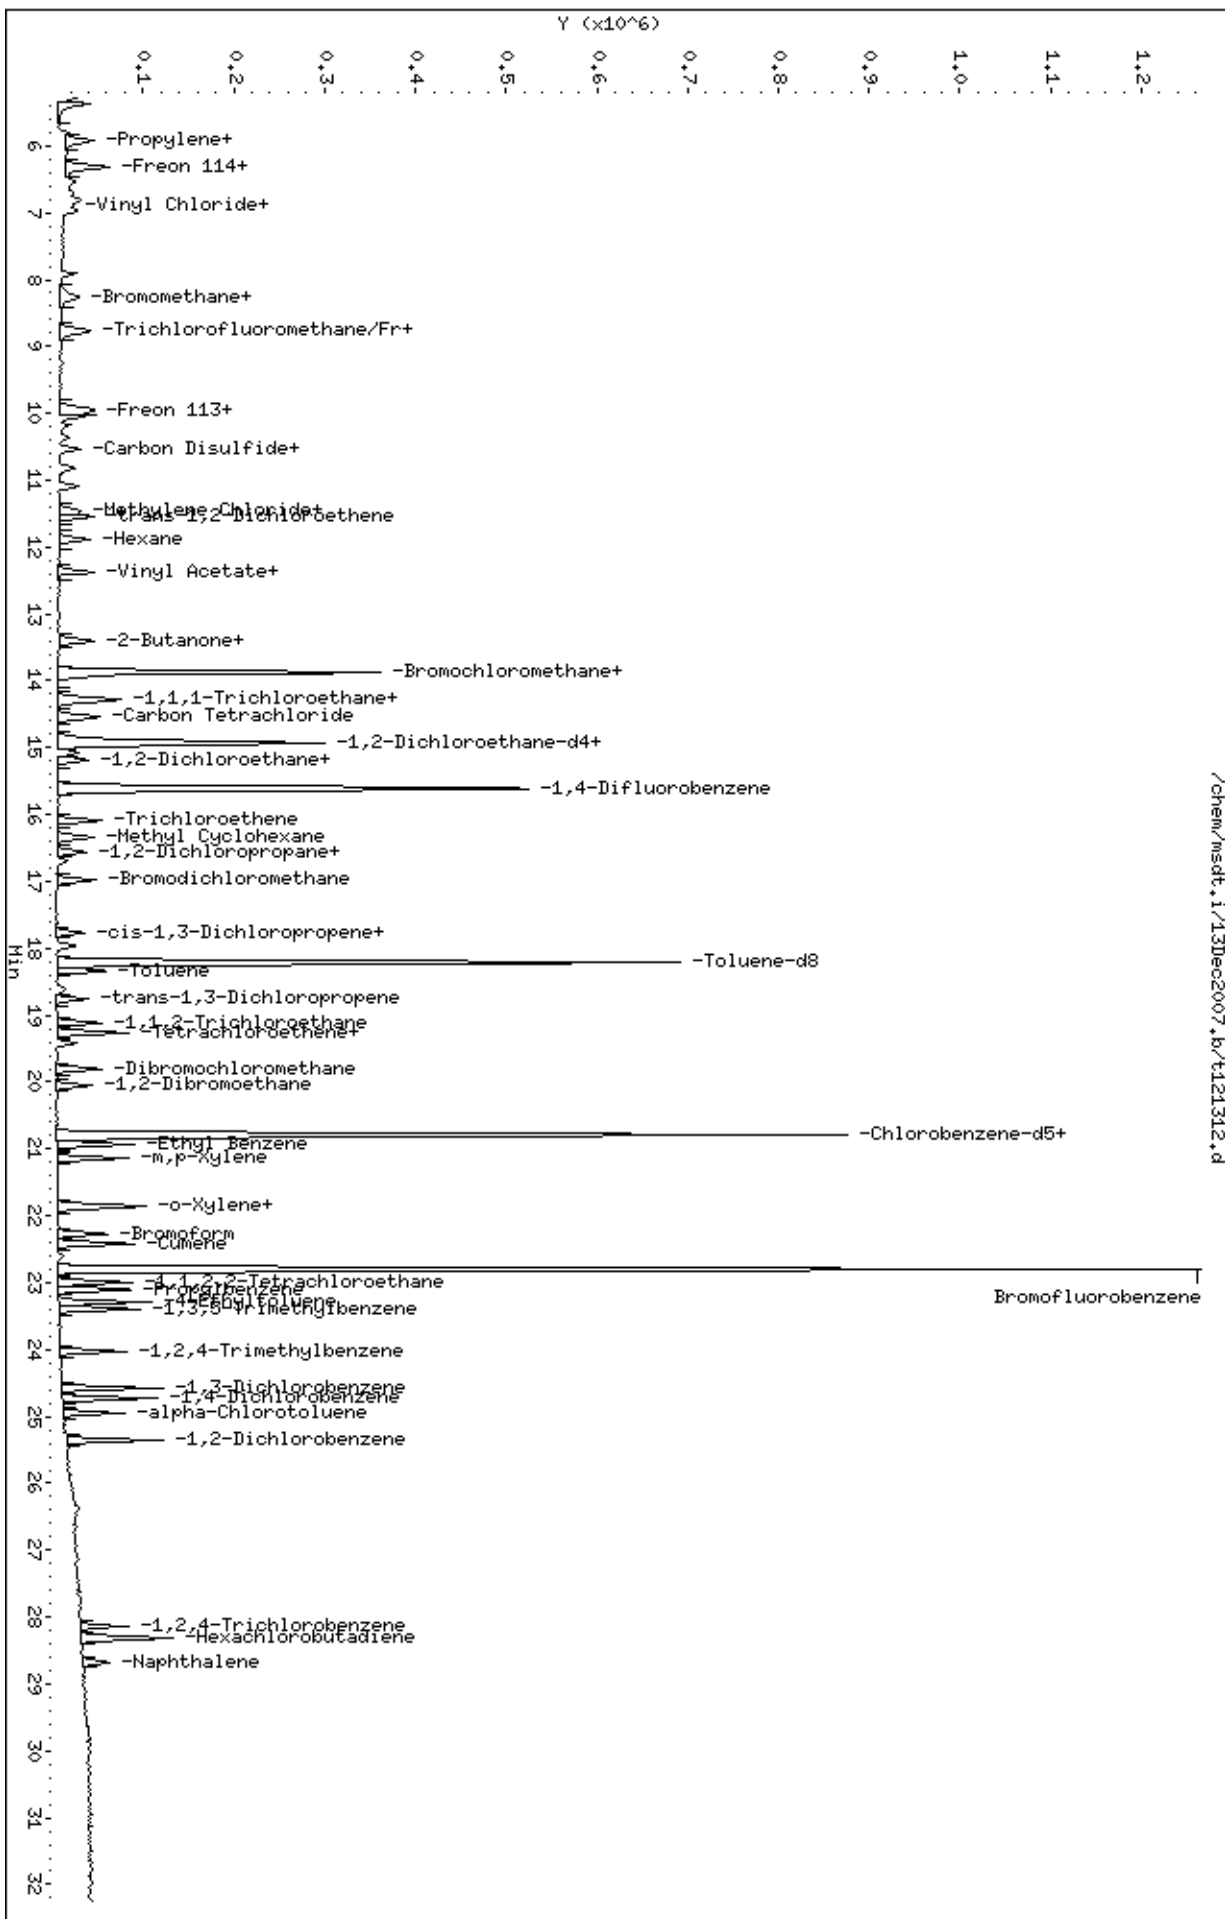 Y (x10^6)
0.1
0.2
0.3
0.4
0.5
0.6
0.7
0.8
0.9
1.0
1.1
1.2
6
-Propylene+
-Freon 114+
-Vinyl Chloride+
7
8
-Bromomethane+
-Trichlorofluoromethane/Fr+
9
-Freon 113+
10
-Carbon Disulfide+
11
-Methylene Chloride+
-trans-1,2-Dichloroethene
-Hexane
12
-Vinyl Acetate+
13
-2-Butanone+
-Bromochloromethane+
14
-1,1,1-Trichloroethane+
-Carbon Tetrachloride
-1,2-Dichloroethane-d4+
15
-1,2-Dichloroethane+
-1,4-Difluorobenzene
16
-Trichloroethene
-Methyl Cyclohexane
-1,2-Dichloropropane+
17
-Bromodichloromethane
-cis-1,3-Dichloropropene+
18
Min
-Toluene-d8
-Toluene
-trans-1,3-Dichloropropene
19
-1,1,2-Trichloroethane
-Tetrachloroethene+
-Dibromochloromethane
20
-1,2-Dibromoethane
-Chlorobenzene-d5+
21
-Ethyl Benzene
-m,p-Xylene
-o-Xylene+
22
-Bromoform
-Cumene
23
-1,1,2,2-Tetrachloroethane
-Propylbenzene
Bromofluorobenzene
-4-Ethyltoluene
-1,3,5-Trimethylbenzene
24
-1,2,4-Trimethylbenzene
-1,3-Dichlorobenzene
-1,4-Dichlorobenzene
25
-alpha-Chlorotoluene
-1,2-Dichlorobenzene
26
27
28
-1,2,4-Trichlorobenzene
-Hexachlorobutadiene
-Naphthalene
29
30
31
32
/chem/msdt.i/13Dec2007.b/t121312.d